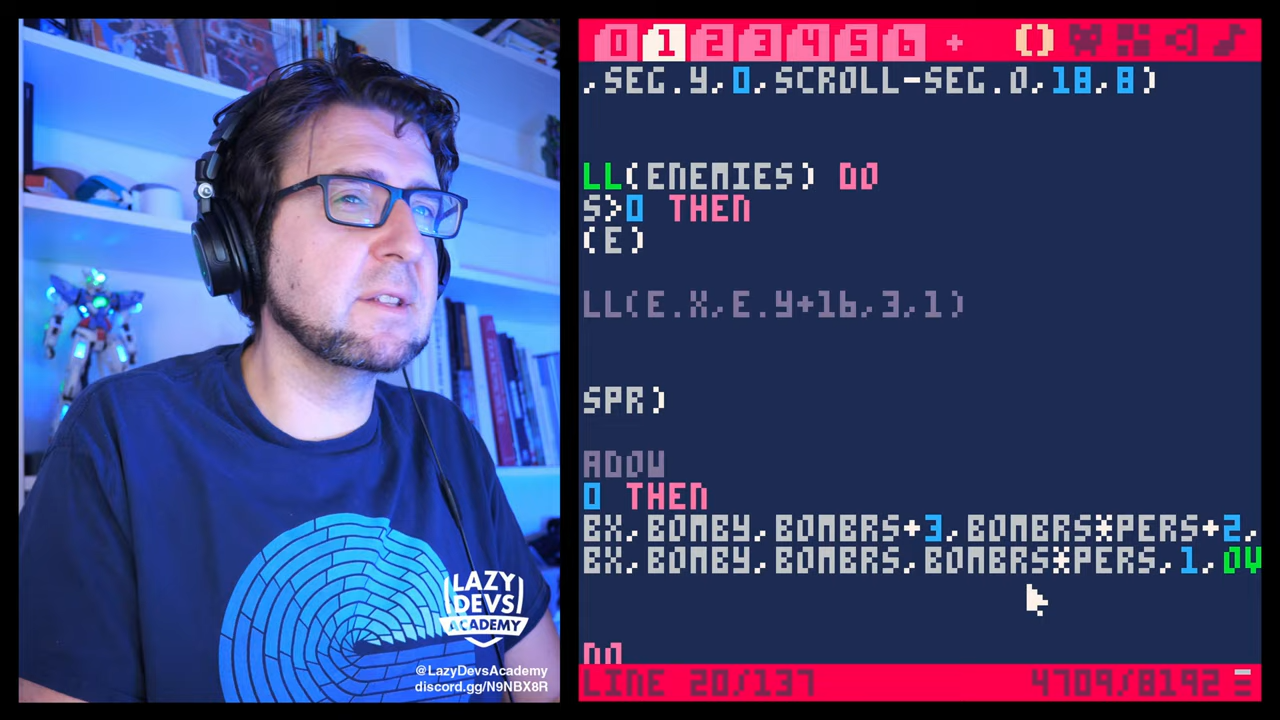 0 1 2 3 4 5 6 + ()
,SEG.Y,0,SCROLL-SEG.O,18,8)
LL(ENEMIES) DO
S>0 THEN
(E)
LL(E.X,E.Y+16,3,1)
SPR)
ADOW
0 THEN
BX,BOMBY,BOMBRS+3,BOMBRS*PERS+2,
BX,BOMBY,BOMBRS,BOMBRS*PERS,1,OV
DO
LINE 20/137 4709/8192
LAZY
DEVS
ACADEMY
@LazyDevsAcademy
discord.gg/N9NBX8R